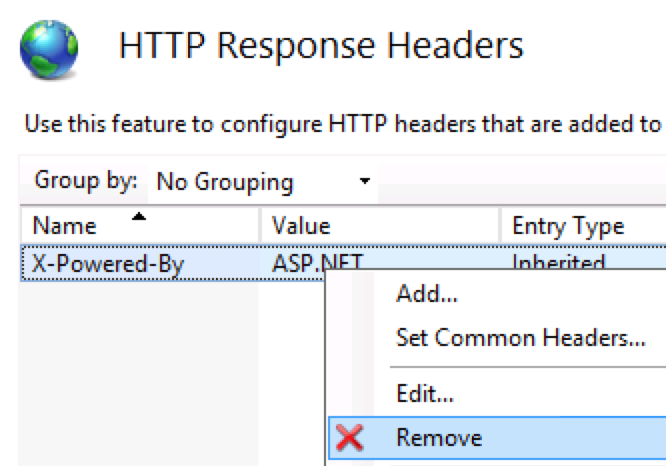 HTTP Response Headers
Use this feature to configure HTTP headers that are added to
Group by: No Grouping
Name Value Entry Type
X-Powered-By ASP.NET Inherited
Add...
Set Common Headers...
Edit...
Remove